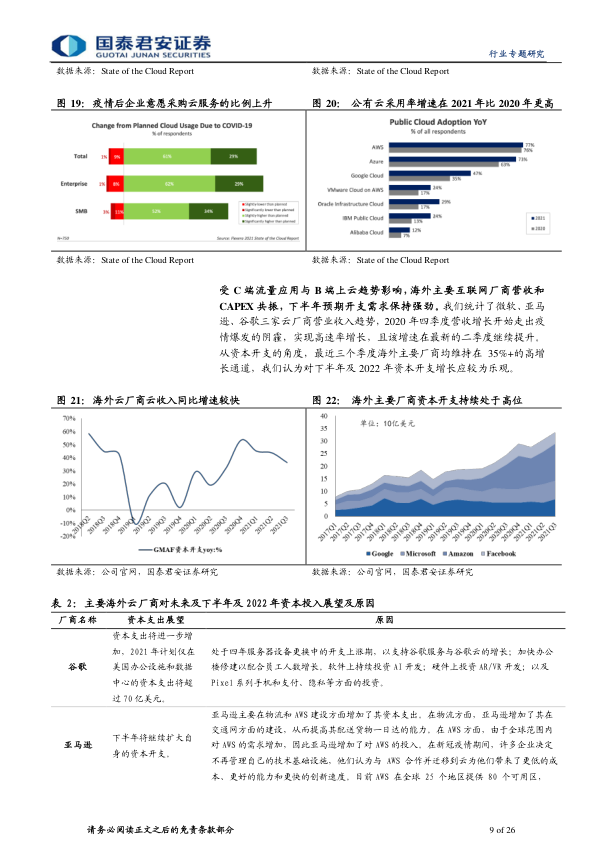 国泰君安证券
GUOTAI JUNAN SECURITIES
行业专题研究
数据来源：State of the Cloud Report
数据来源：State of the Cloud Report
图 19：疫情后企业意愿采购云服务的比例上升
Change from Planned Cloud Usage Due to COVID-19
% of respondents
Total 1% 9% 61% 29%
Enterprise 1% 8% 62% 29%
SMB 3% 11% 52% 34%
Slightly lower than planned
Significantly lower than planned
Slightly higher than planned
Significantly higher than planned
N=750
Source: Flexera 2021 State of the Cloud Report
图 20： 公有云采用率增速在 2021 年比 2020 年更高
Public Cloud Adoption YoY
% of all respondents
AWS 77% 76%
Azure 73% 63%
Google Cloud 47% 35%
VMware Cloud on AWS 24% 17%
Oracle Infrastructure Cloud 29% 17%
IBM Public Cloud 24% 13%
Alibaba Cloud 12% 7%
2021
2020
数据来源：State of the Cloud Report
数据来源：State of the Cloud Report
受 C 端流量应用与 B 端上云趋势影响，海外主要互联网厂商营收和
CAPEX 共振，下半年预期开支需求保持强劲。我们统计了微软、亚马
逊、谷歌三家云厂商营业收入趋势，2020 年四季度营收增长开始走出疫
情爆发的阴霾，实现高速率增长，且该增速在最新的二季度继续提升。
从资本开支的角度，最近三个季度海外主要厂商均维持在 35%+的高增
长通道，我们认为对下半年及 2022 年资本开支增长应较为乐观。
图 21：海外云厂商云收入同比增速较快
70%
60%
50%
40%
30%
20%
10%
0%
-10%
-20%
2018Q2 2018Q3 2018Q4 2019Q1 2019Q2 2019Q3 2019Q4 2020Q1 2020Q2 2020Q3 2020Q4 2021Q1 2021Q2 2021Q3
GMAF资本开支yoy:%
图 22： 海外主要厂商资本开支持续处于高位
单位：10亿美元
40
35
30
25
20
15
10
5
0
2017Q1 2017Q2 2017Q3 2017Q4 2018Q1 2018Q2 2018Q3 2018Q4 2019Q1 2019Q2 2019Q3 2019Q4 2020Q1 2020Q2 2020Q3 2020Q4 2021Q1 2021Q2 2021Q3
Google Microsoft Amazon Facebook
数据来源：公司官网，国泰君安证券研究
数据来源：公司官网，国泰君安证券研究
表 2：主要海外云厂商对未来及下半年及 2022 年资本投入展望及原因
厂商名称 资本支出展望 原因
谷歌
资本支出将进一步增
加，2021 年计划仅在
美国办公设施和数据
中心的资本支出将超
过 70 亿美元。
处于四年服务器设备更换中的开支上涨期，以支持谷歌服务与谷歌云的增长；加快办公
楼修建以配合员工人数增长。软件上持续投资 AI 开发；硬件上投资 AR/VR 开发；以及
Pixel 系列手机和支付、隐私等方面的投资。
亚马逊
下半年将继续扩大自
身的资本开支。
亚马逊主要在物流和 AWS 建设方面增加了其资本支出。在物流方面，亚马逊增加了其在
交通网方面的建设，从而提高其配送货物一日达的能力。在 AWS 方面，由于全球范围内
对 AWS 的需求增加，因此亚马逊增加了对 AWS 的投入。在新冠疫情期间，许多企业决定
不再管理自己的技术基础设施，他们认为与 AWS 合作并迁移到云为他们带来了更低的成
本、更好的能力和更快的创新速度。目前 AWS 在全球 25 个地区提供 80 个可用区，
请务必阅读正文之后的免责条款部分
9 of 26